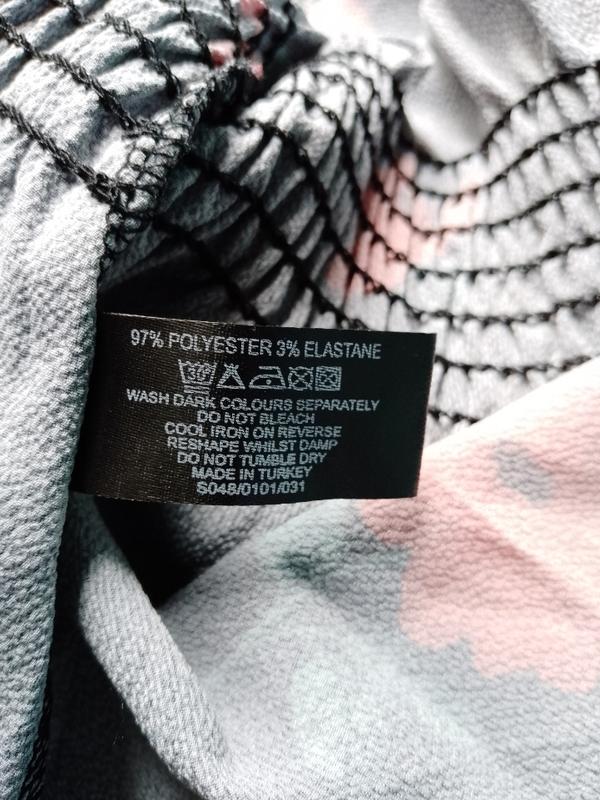 97% POLYESTER 3% ELASTANE
30
WASH DARK COLOURS SEPARATELY
DO NOT BLEACH
COOL IRON ON REVERSE
RESHAPE WHILST DAMP
DO NOT TUMBLE DRY
MADE IN TURKEY
S048/0101/031